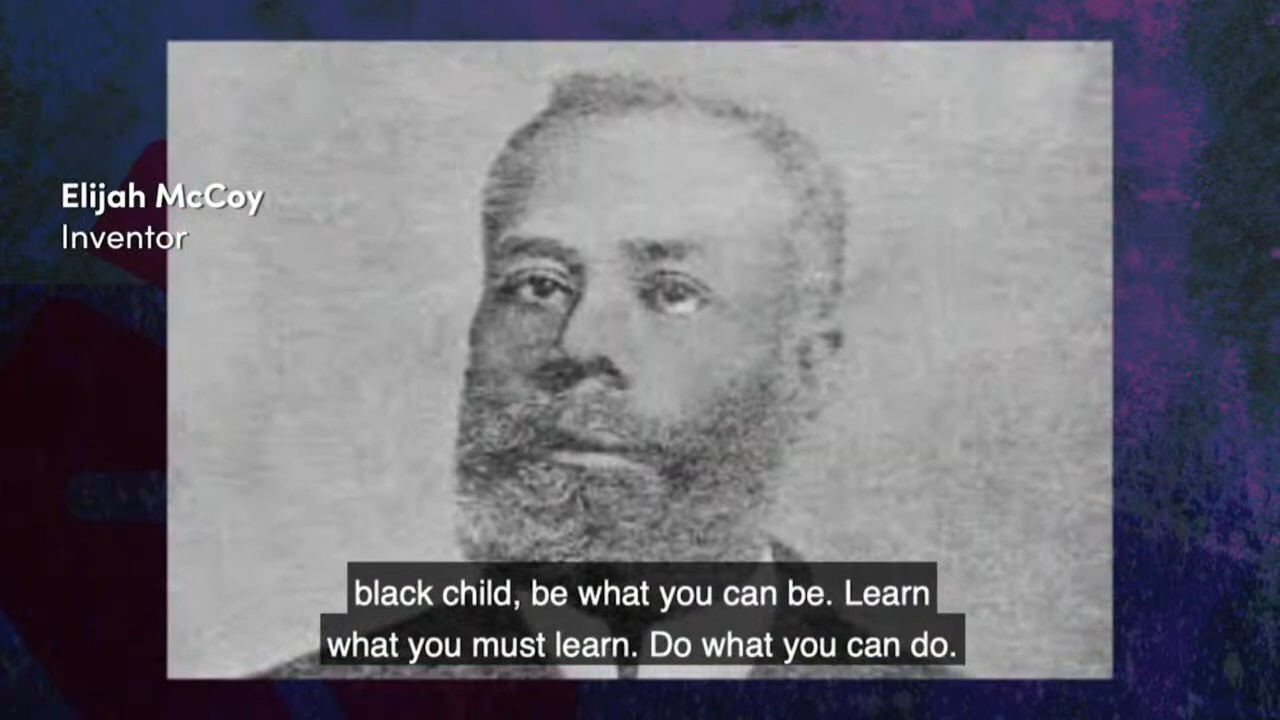 Elijah McCoy
Inventor
black child, be what you can be. Learn
what you must learn. Do what you can do.